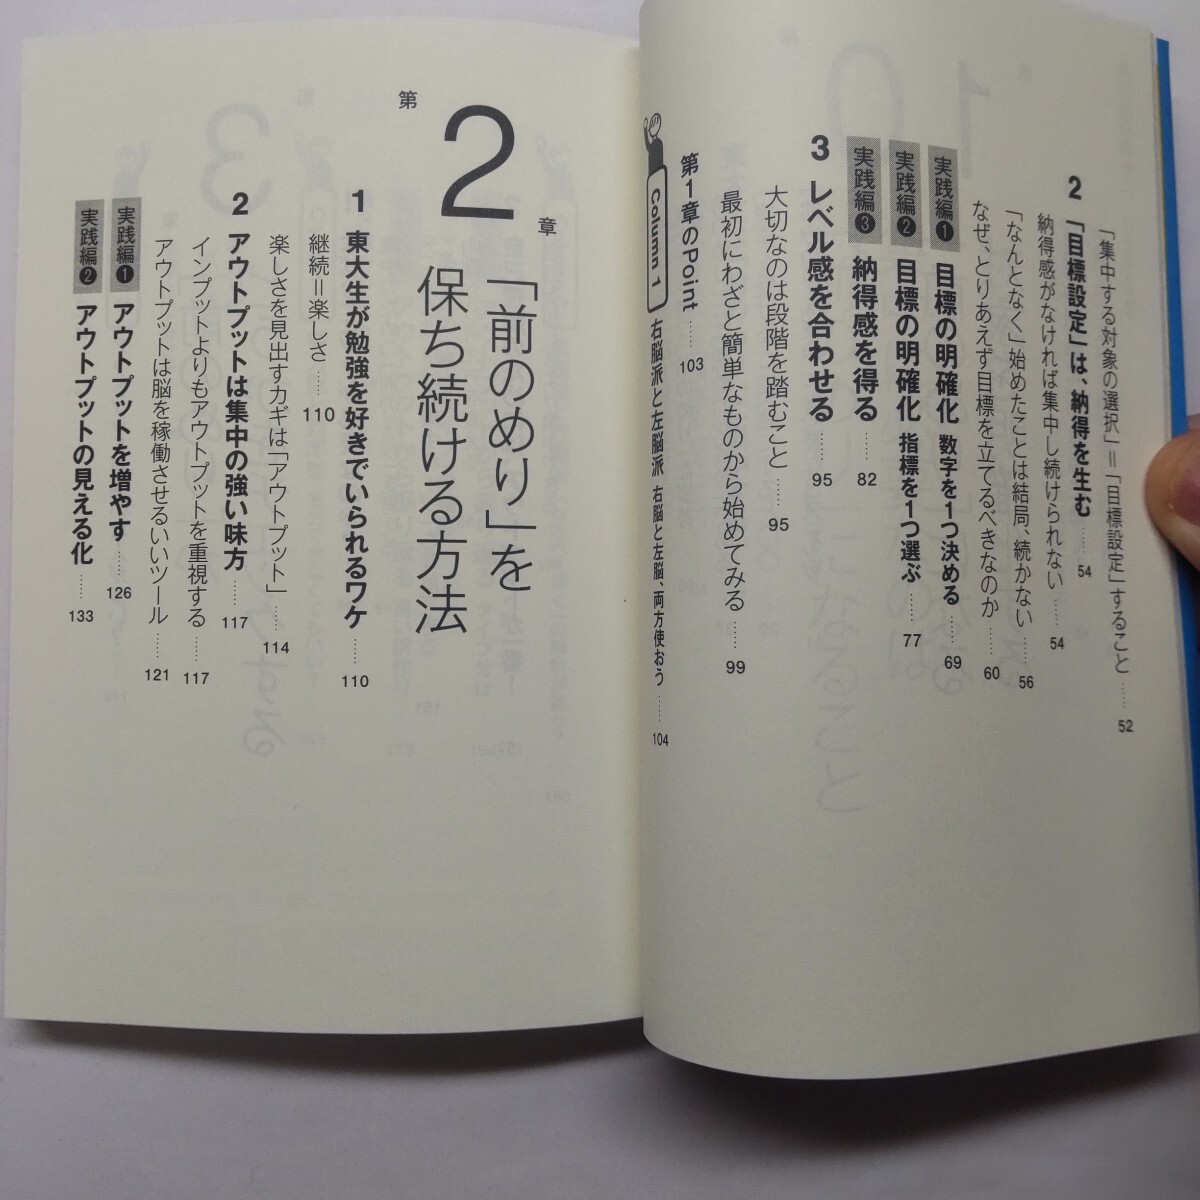 「集中する対象の選択」＝「目標設定」すること …… 52
2 「目標設定」は、納得を生む …… 54
納得感がなければ集中し続けられない …… 54
「なんとなく」始めたことは結局、続かない …… 56
なぜ、とりあえず目標を立てるべきなのか …… 60
実践編❶ 目標の明確化 数字を1つ決める …… 69
実践編❷ 目標の明確化 指標を1つ選ぶ …… 77
実践編❸ 納得感を得る …… 82
3 レベル感を合わせる …… 95
大切なのは段階を踏むこと …… 95
最初にわざと簡単なものから始めてみる …… 99
第1章のPoint …… 103
Column 1 右脳派と左脳派 右脳と左脳、両方使おう …… 104
第2章
「前のめり」を
保ち続ける方法
1 東大生が勉強を好きでいられるワケ …… 110
継続＝楽しさ …… 110
楽しさを見出すカギは「アウトプット」 …… 114
2 アウトプットは集中の強い味方 …… 117
インプットよりもアウトプットを重視する …… 117
アウトプットは脳を稼働させるいいツール …… 121
実践編❶ アウトプットを増やす …… 126
実践編❷ アウトプットの見える化 …… 133